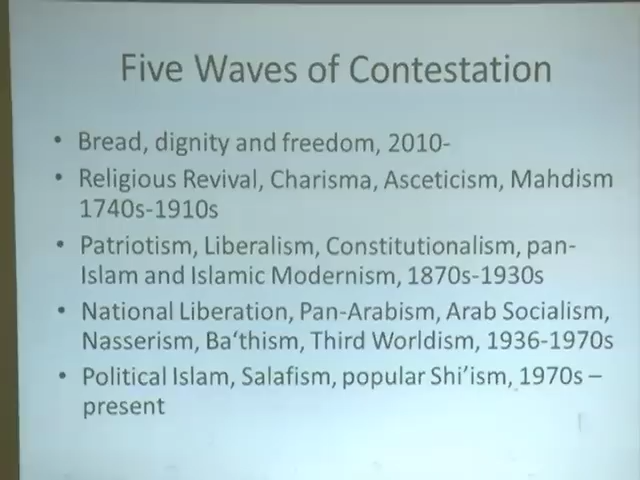 Five Waves of Contestation
• Bread, dignity and freedom, 2010-
• Religious Revival, Charisma, Asceticism, Mahdism
1740s-1910s
• Patriotism, Liberalism, Constitutionalism, pan-
Islam and Islamic Modernism, 1870s-1930s
• National Liberation, Pan-Arabism, Arab Socialism,
Nasserism, Ba‘thism, Third Worldism, 1936-1970s
• Political Islam, Salafism, popular Shi’ism, 1970s –
present